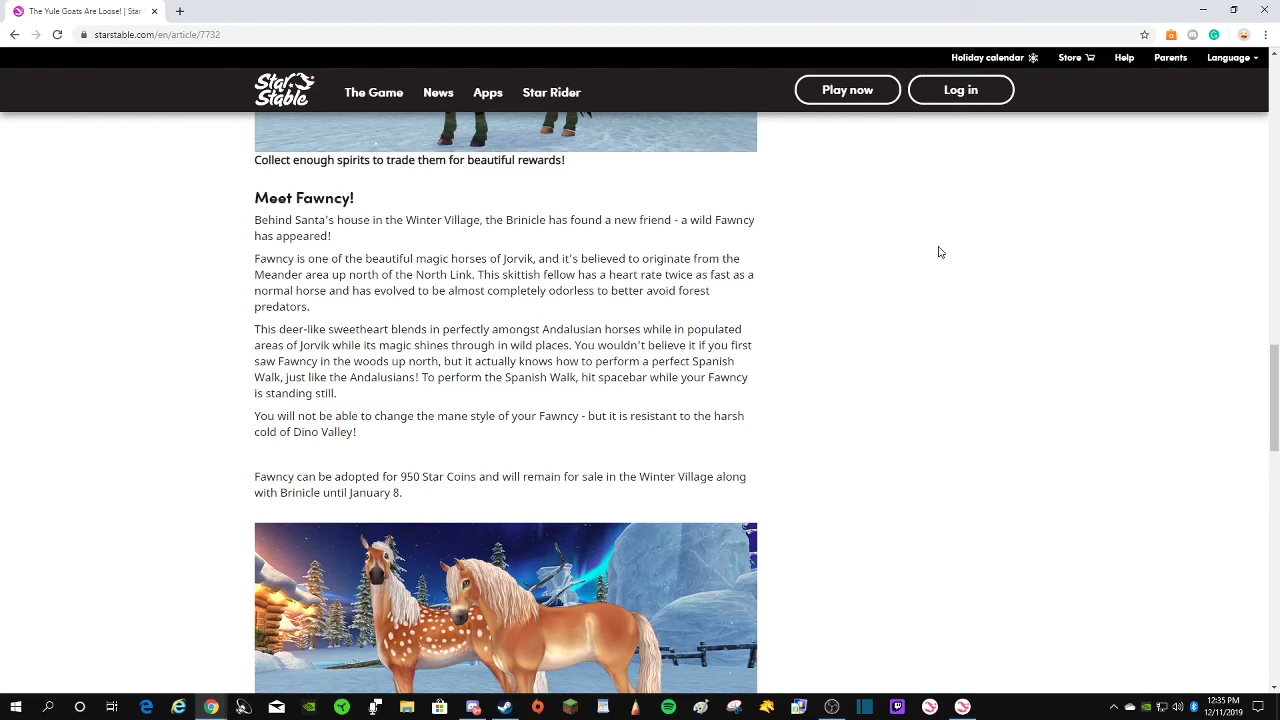 The Yule Goats Are Loose! | Star
starstable.com/en/article/7732
Holiday calendar
Store
Help
Parents
Language
Star Stable
The Game
News
Apps
Star Rider
Play now
Log in
Collect enough spirits to trade them for beautiful rewards!
Meet Fawncy!
Behind Santa's house in the Winter Village, the Brinicle has found a new friend - a wild Fawncy
has appeared!
Fawncy is one of the beautiful magic horses of Jorvik, and it's believed to originate from the
Meander area up north of the North Link. This skittish fellow has a heart rate twice as fast as a
normal horse and has evolved to be almost completely odorless to better avoid forest
predators.
This deer-like sweetheart blends in perfectly amongst Andalusian horses while in populated
areas of Jorvik while its magic shines through in wild places. You wouldn't believe it if you first
saw Fawncy in the woods up north, but it actually knows how to perform a perfect Spanish
Walk, just like the Andalusians! To perform the Spanish Walk, hit spacebar while your Fawncy
is standing still.
You will not be able to change the mane style of your Fawncy - but it is resistant to the harsh
cold of Dino Valley!
Fawncy can be adopted for 950 Star Coins and will remain for sale in the Winter Village along
with Brinicle until January 8.
12:35 PM
12/11/2019